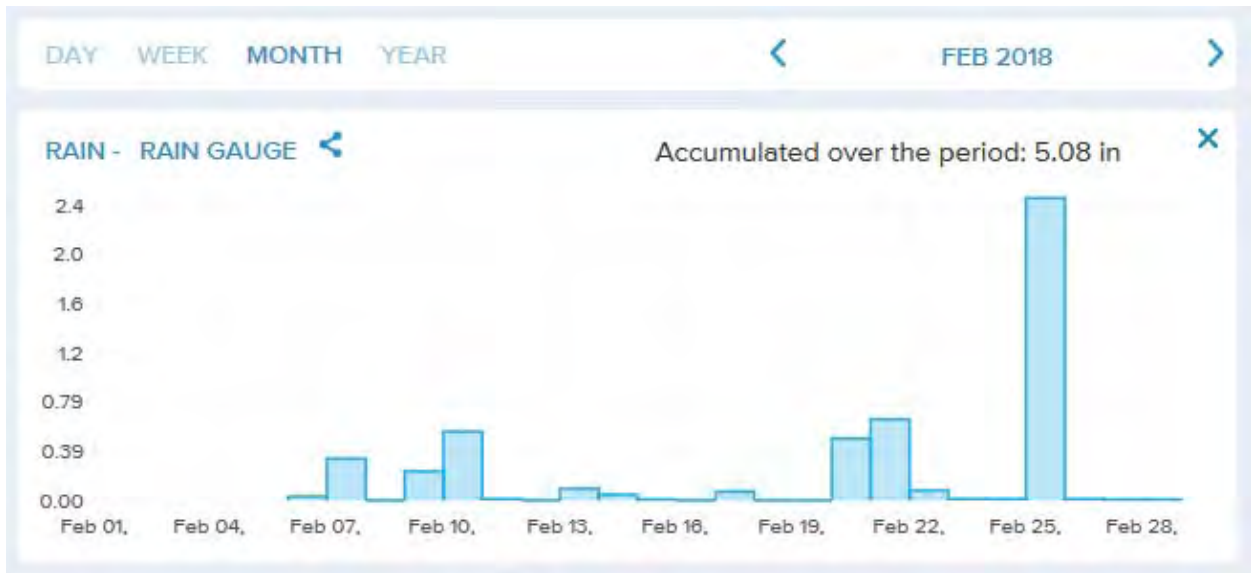 DAY WEEK MONTH YEAR FEB 2018
RAIN - RAIN GAUGE Accumulated over the period: 5.08 in
2.4
2.0
1.6
1.2
0.79
0.39
0.00
Feb 01, Feb 04, Feb 07, Feb 10, Feb 13, Feb 16, Feb 19, Feb 22, Feb 25, Feb 28,